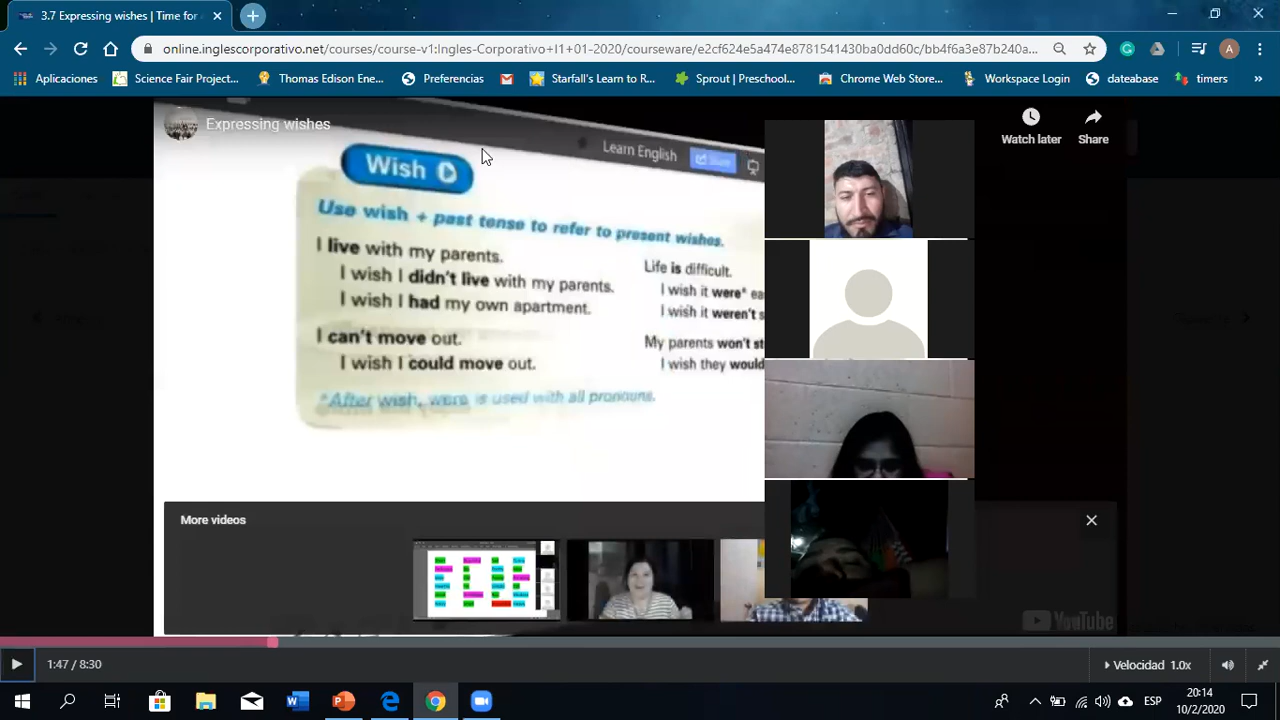 3.7 Expressing wishes | Time for
online.inglescorporativo.net/courses/course-v1:Ingles-Corporativo+I1+01-2020/courseware/e2cf624e5a474e8781541430ba0dd60c/bb4f6a3e87b240a...
Aplicaciones Science Fair Project... Thomas Edison Ene... Preferencias Starfall's Learn to R... Sprout | Preschool... Chrome Web Store... Workspace Login dateabase timers »
Expressing wishes
Watch later Share
Learn English Share
Wish
Use wish + past tense to refer to present wishes.
I live with my parents.
I wish I didn't live with my parents.
I wish I had my own apartment.
I can't move out.
I wish I could move out.
Life is difficult.
I wish it were*
I wish it weren't
My parents won't
I wish they would
*After wish, were is used with all pronouns.
More videos
YouTube
1:47 / 8:30
Velocidad 1.0x
ESP
20:14
10/2/2020